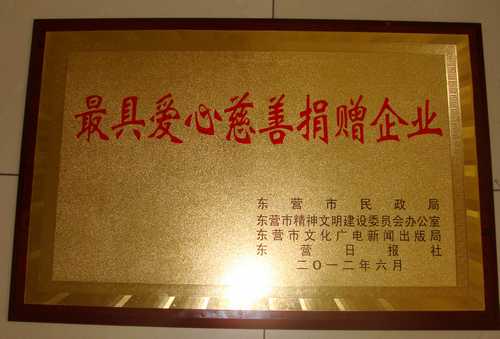 最具爱心慈善捐赠企业
东营市民政局
东营市精神文明建设委员会办公室
东营市文化广电新闻出版局
东营日报社
二〇一二年六月